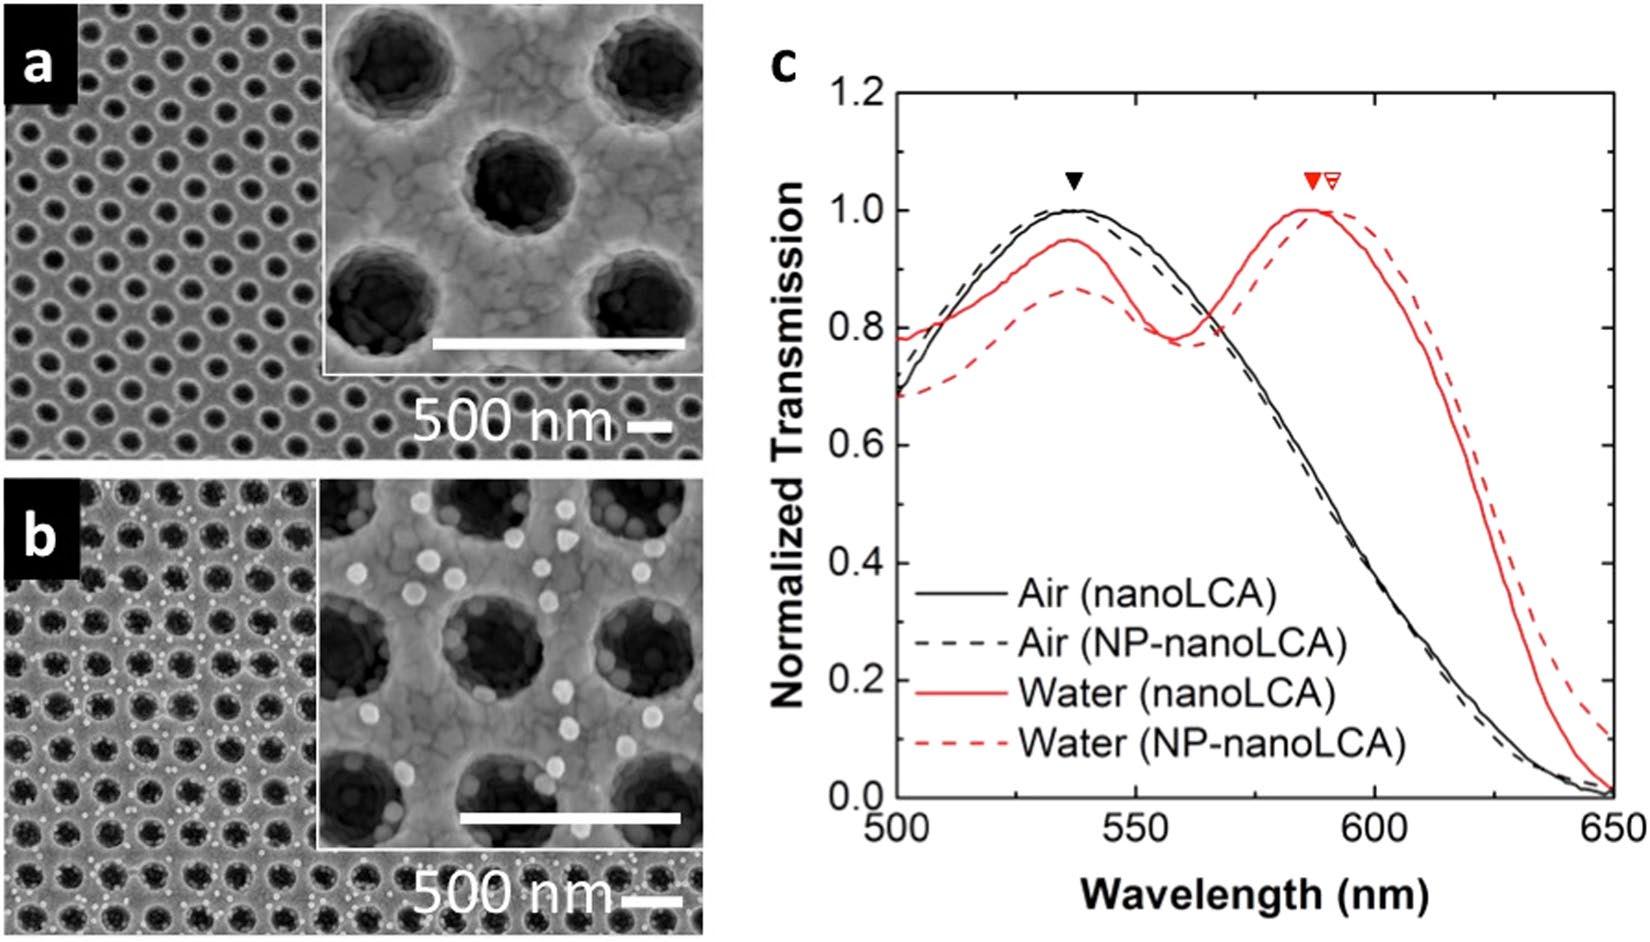 a
500 nm
b
500 nm
c
1.2
1.0
0.8
0.6
0.4
0.2
0.0
Normalized Transmission
Air (nanoLCA)
Air (NP-nanoLCA)
Water (nanoLCA)
Water (NP-nanoLCA)
500 550 600 650
Wavelength (nm)